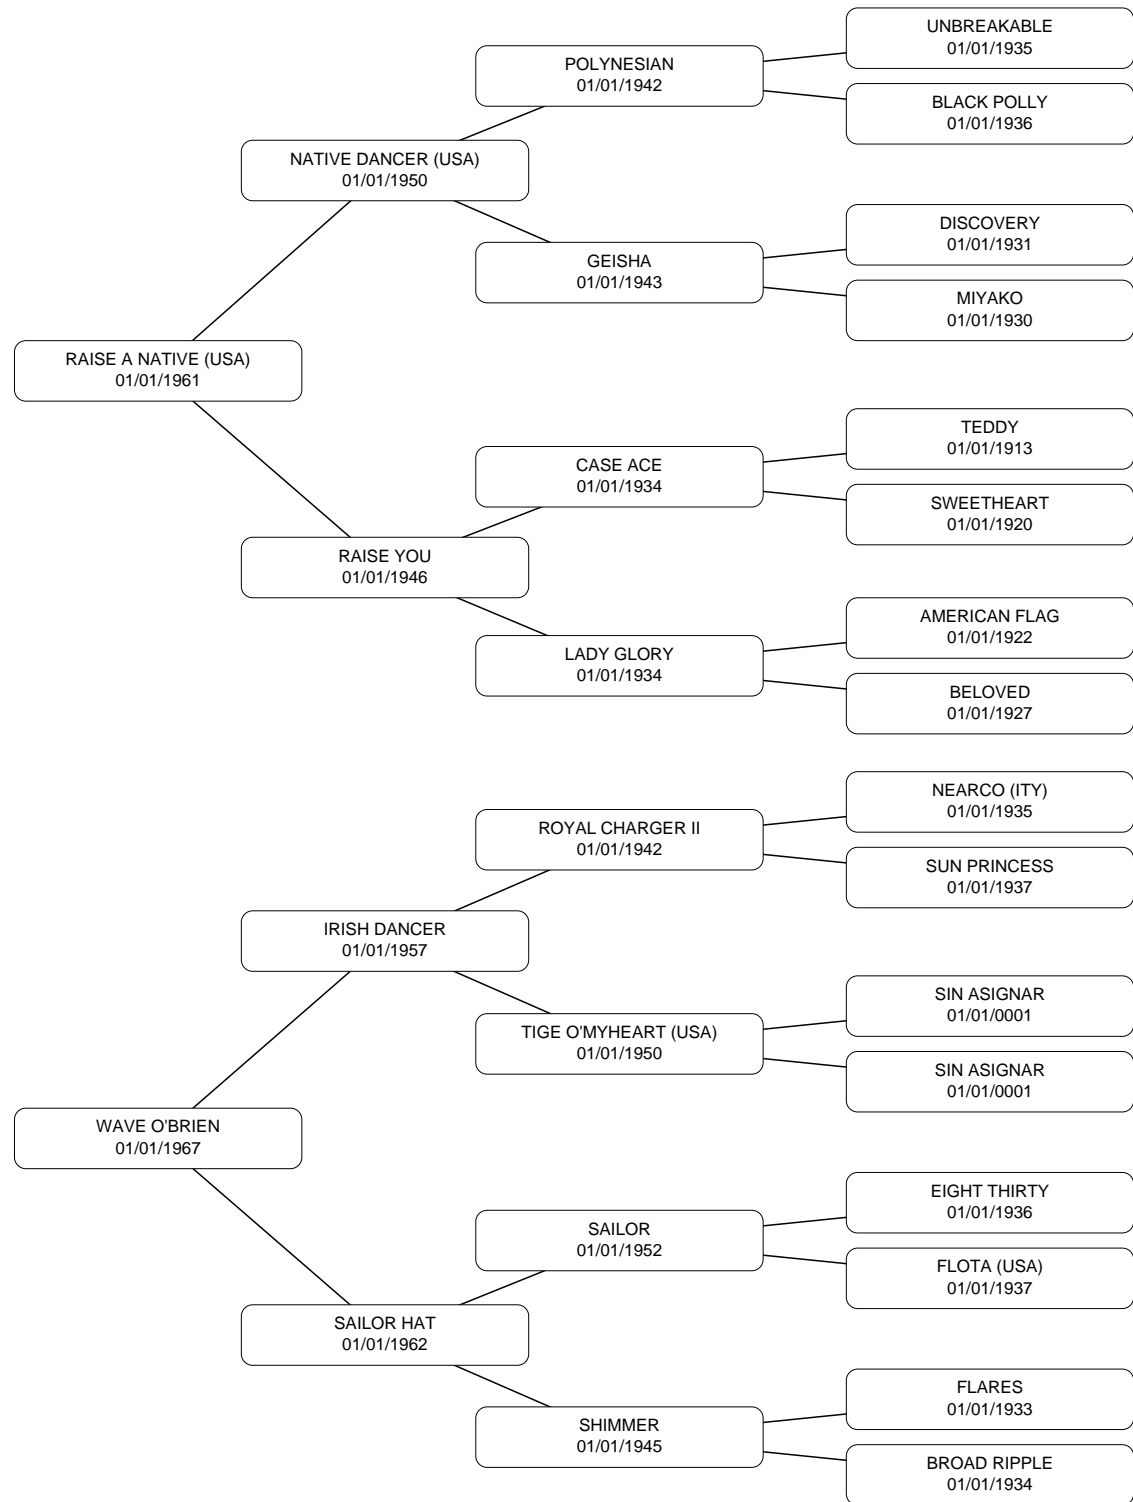 UNBREAKABLE
01/01/1935
POLYNESIAN
01/01/1942
BLACK POLLY
01/01/1936
NATIVE DANCER (USA)
01/01/1950
DISCOVERY
01/01/1931
GEISHA
01/01/1943
MIYAKO
01/01/1930
RAISE A NATIVE (USA)
01/01/1961
TEDDY
01/01/1913
CASE ACE
01/01/1934
SWEETHEART
01/01/1920
RAISE YOU
01/01/1946
AMERICAN FLAG
01/01/1922
LADY GLORY
01/01/1934
BELOVED
01/01/1927
NEARCO (ITY)
01/01/1935
ROYAL CHARGER II
01/01/1942
SUN PRINCESS
01/01/1937
IRISH DANCER
01/01/1957
SIN ASIGNAR
01/01/0001
TIGE O'MYHEART (USA)
01/01/1950
SIN ASIGNAR
01/01/0001
WAVE O'BRIEN
01/01/1967
EIGHT THIRTY
01/01/1936
SAILOR
01/01/1952
FLOTA (USA)
01/01/1937
SAILOR HAT
01/01/1962
FLARES
01/01/1933
SHIMMER
01/01/1945
BROAD RIPPLE
01/01/1934